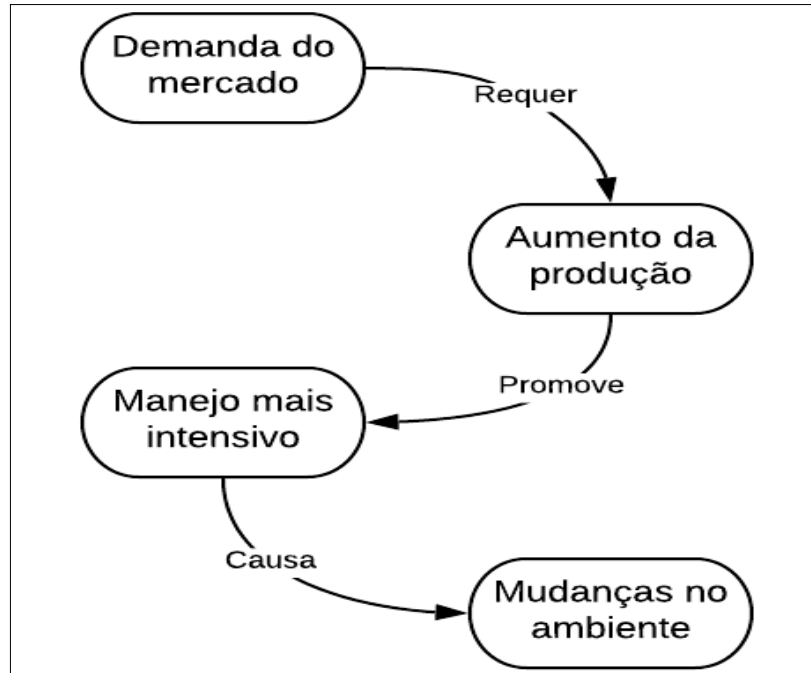 Demanda do
mercado
Requer
Aumento da
produção
Promove
Manejo mais
intensivo
Causa
Mudanças no
ambiente